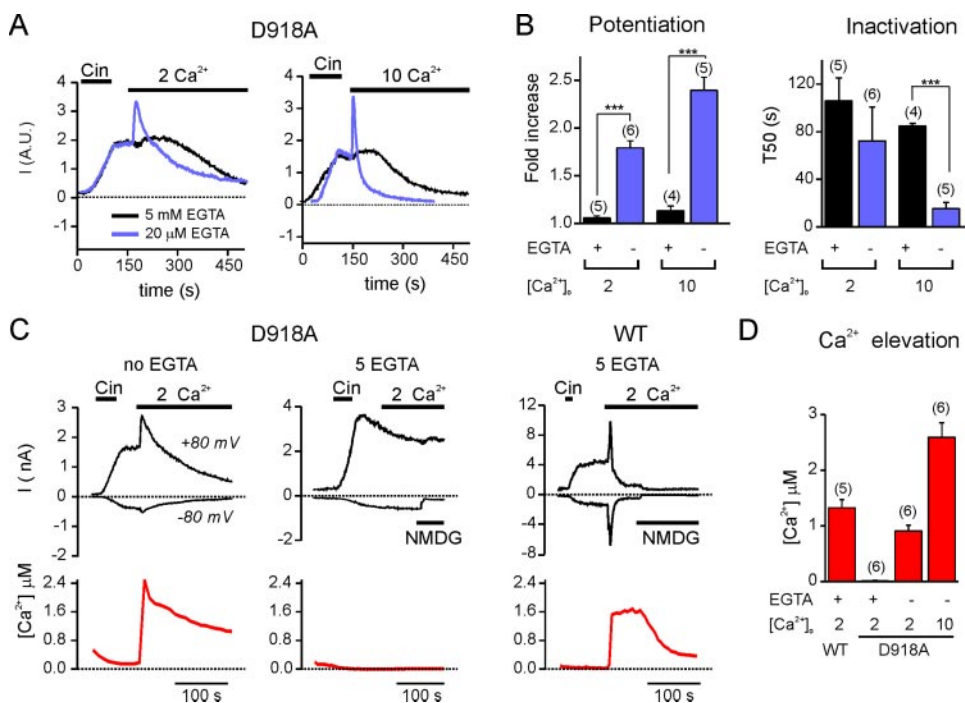 A
D918A
Cin
2 Ca²⁺
Cin
10 Ca²⁺
I (A.U.)
4
3
2
1
0
-1
4
3
2
1
0
-1
5 mM EGTA
20 µM EGTA
0 150 300 450
0 150 300 450
time (s)
time (s)
B
Potentiation
Inactivation
Fold increase
2.5
2.0
1.5
1.0
(5)
***
(6)
(4)
***
(5)
EGTA + - + -
[Ca²⁺]ₒ 2 10
T50 (s)
120
80
40
0
(5)
(6)
(4)
***
(5)
EGTA + - + -
[Ca²⁺]ₒ 2 10
C
D918A
WT
no EGTA
5 EGTA
5 EGTA
Cin
2 Ca²⁺
Cin
2 Ca²⁺
Cin
2 Ca²⁺
I (nA)
3
2
1
0
-1
-2
+80 mV
-80 mV
4
2
0
-2
NMDG
12
8
4
0
-4
-8
NMDG
[Ca²⁺] µM
2.4
1.6
0.8
0.0
2.4
1.6
0.8
0.0
2.4
1.6
0.8
0.0
100 s
100 s
100 s
D
Ca²⁺ elevation
[Ca²⁺] µM
3
2
1
0
(5)
(6)
(6)
(6)
EGTA + + - -
[Ca²⁺]ₒ 2 2 2 10
WT D918A